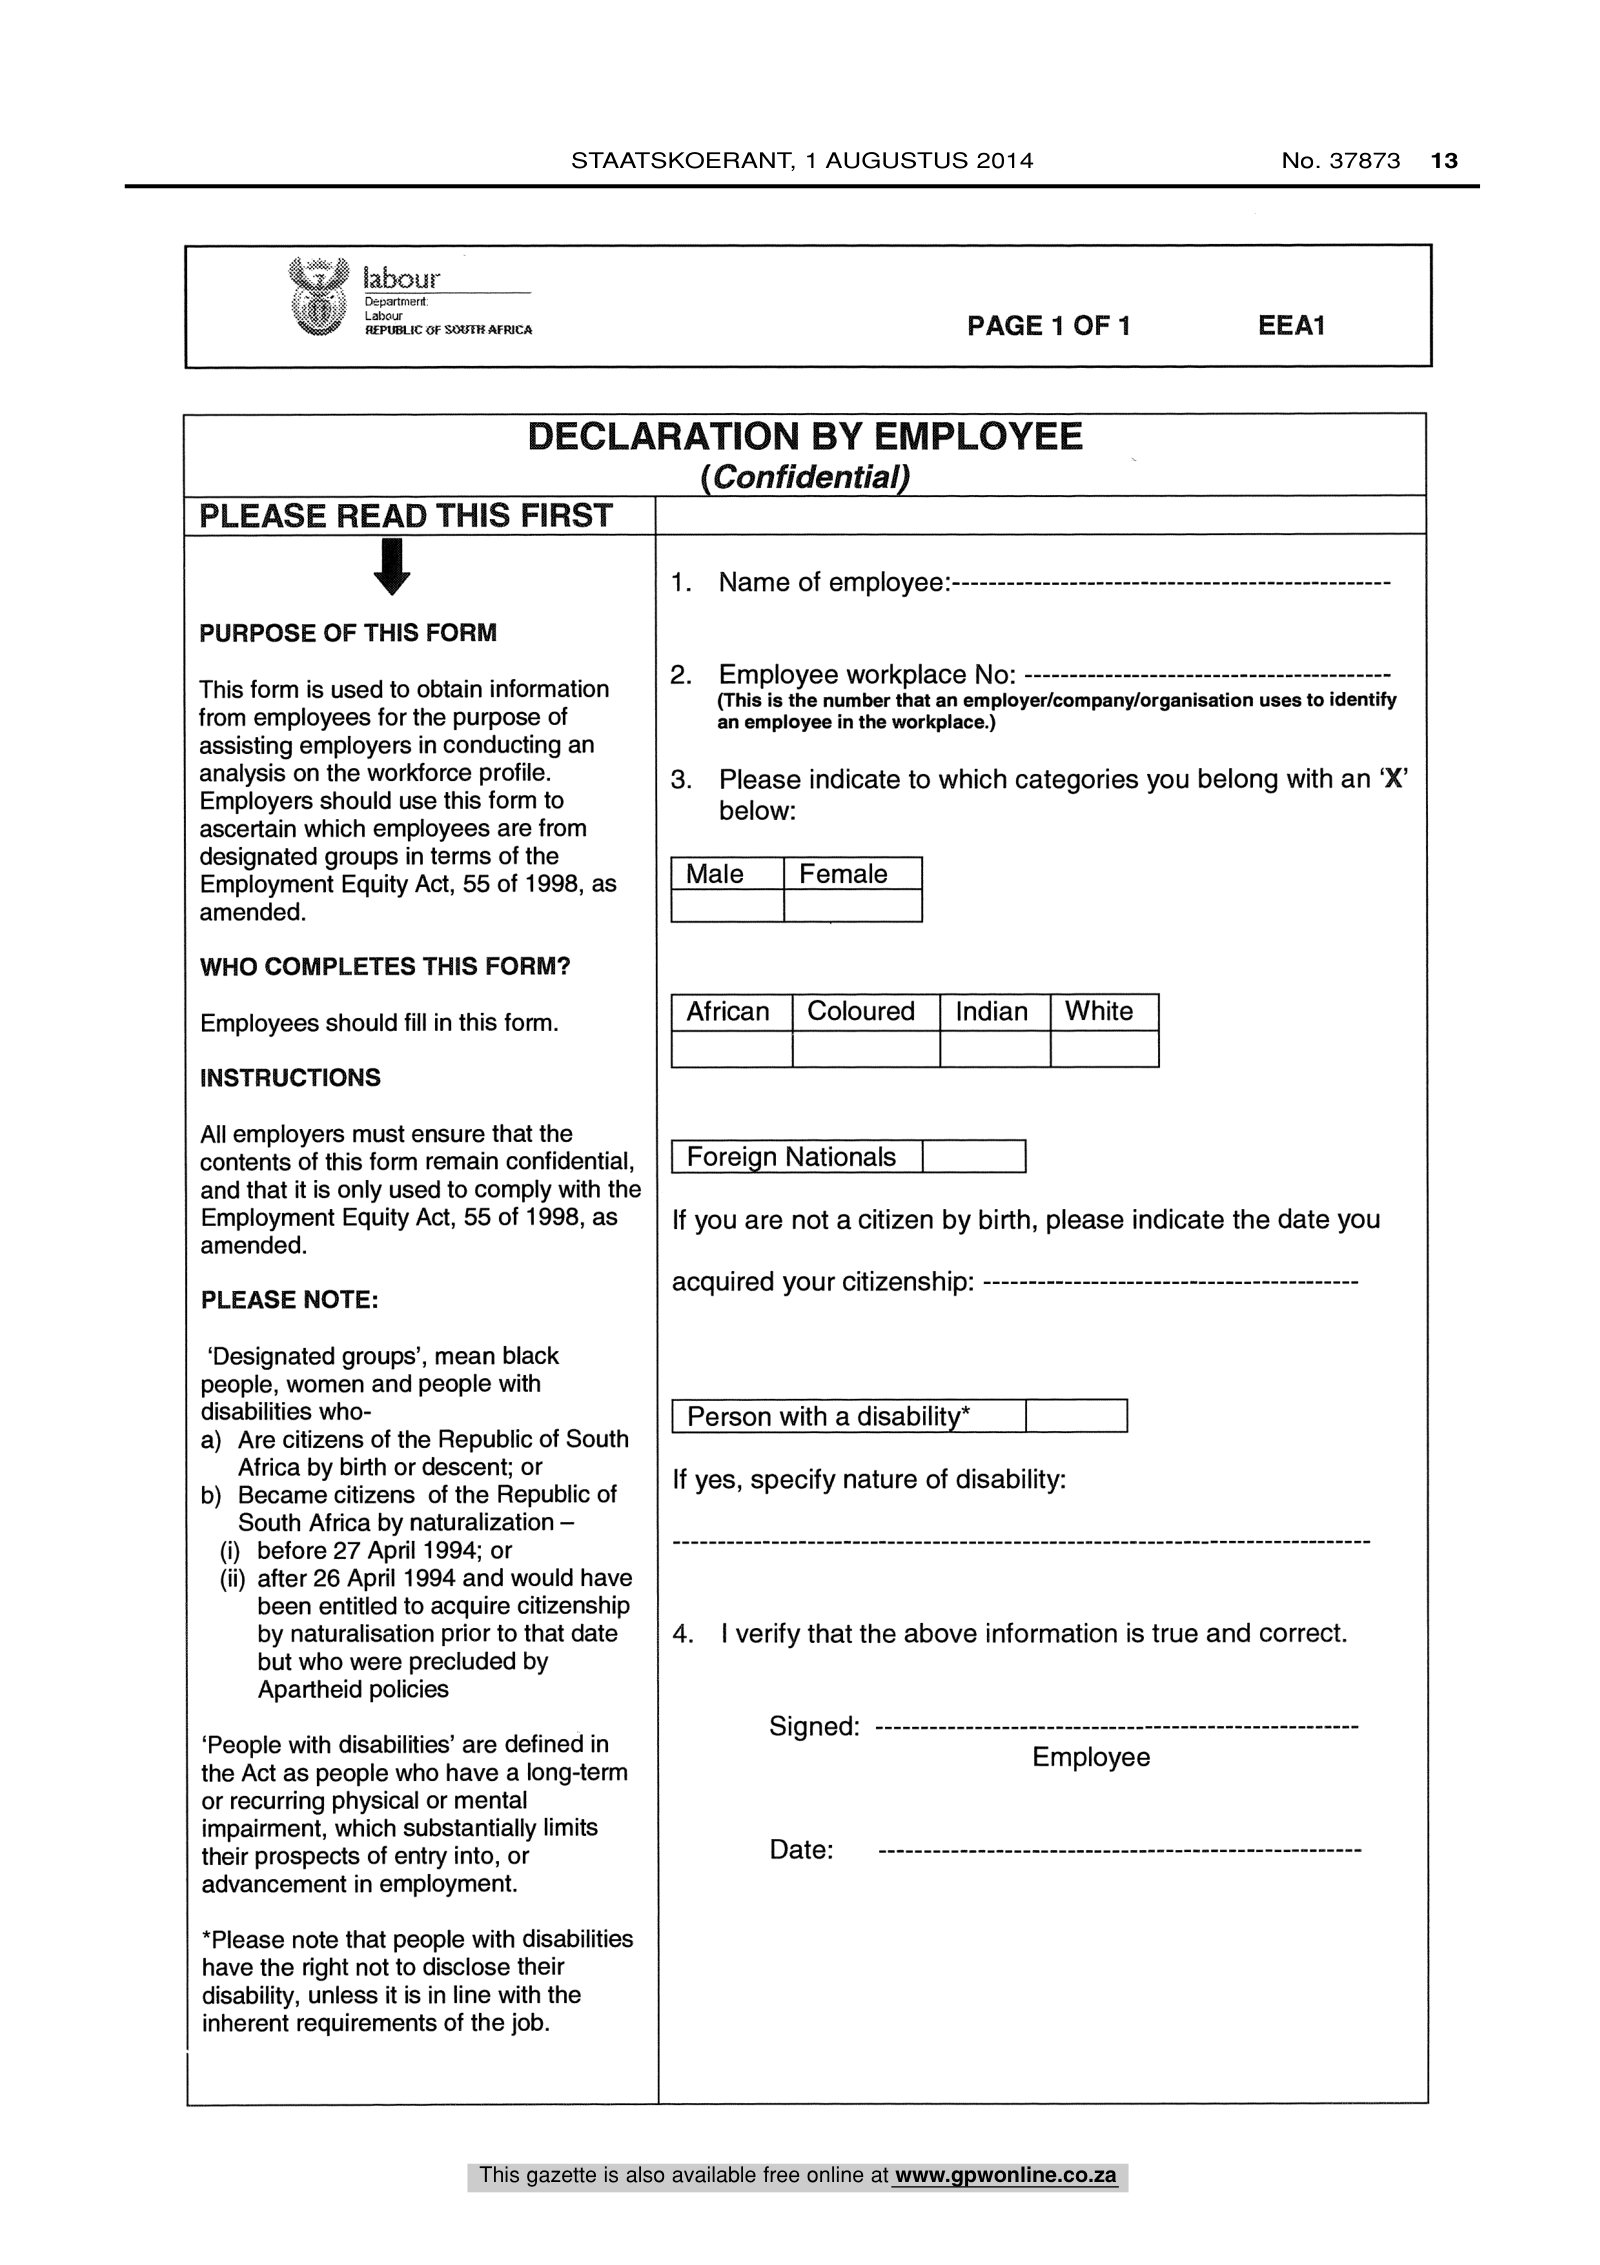 STAATSKOERANT, 1 AUGUSTUS 2014 No. 37873 13
labour
Department:
Labour
REPUBLIC OF SOUTH AFRICA
PAGE 1 OF 1 EEA1
DECLARATION BY EMPLOYEE
(Confidential)
PLEASE READ THIS FIRST
PURPOSE OF THIS FORM
This form is used to obtain information
from employees for the purpose of
assisting employers in conducting an
analysis on the workforce profile.
Employers should use this form to
ascertain which employees are from
designated groups in terms of the
Employment Equity Act, 55 of 1998, as
amended.
WHO COMPLETES THIS FORM?
Employees should fill in this form.
INSTRUCTIONS
All employers must ensure that the
contents of this form remain confidential,
and that it is only used to comply with the
Employment Equity Act, 55 of 1998, as
amended.
PLEASE NOTE:
‘Designated groups’, mean black
people, women and people with
disabilities who-
a) Are citizens of the Republic of South
Africa by birth or descent; or
b) Became citizens of the Republic of
South Africa by naturalization –
(i) before 27 April 1994; or
(ii) after 26 April 1994 and would have
been entitled to acquire citizenship
by naturalisation prior to that date
but who were precluded by
Apartheid policies
‘People with disabilities’ are defined in
the Act as people who have a long-term
or recurring physical or mental
impairment, which substantially limits
their prospects of entry into, or
advancement in employment.
*Please note that people with disabilities
have the right not to disclose their
disability, unless it is in line with the
inherent requirements of the job.
1. Name of employee:-------------------------------------------------
2. Employee workplace No: -----------------------------------------
(This is the number that an employer/company/organisation uses to identify
an employee in the workplace.)
3. Please indicate to which categories you belong with an ‘X’
below:
Male Female
African Coloured Indian White
Foreign Nationals
If you are not a citizen by birth, please indicate the date you
acquired your citizenship: ------------------------------------------
Person with a disability*
If yes, specify nature of disability:
------------------------------------------------------------------------------
4. I verify that the above information is true and correct.
Signed: ------------------------------------------------------
Employee
Date: ------------------------------------------------------
This gazette is also available free online at www.gpwonline.co.za